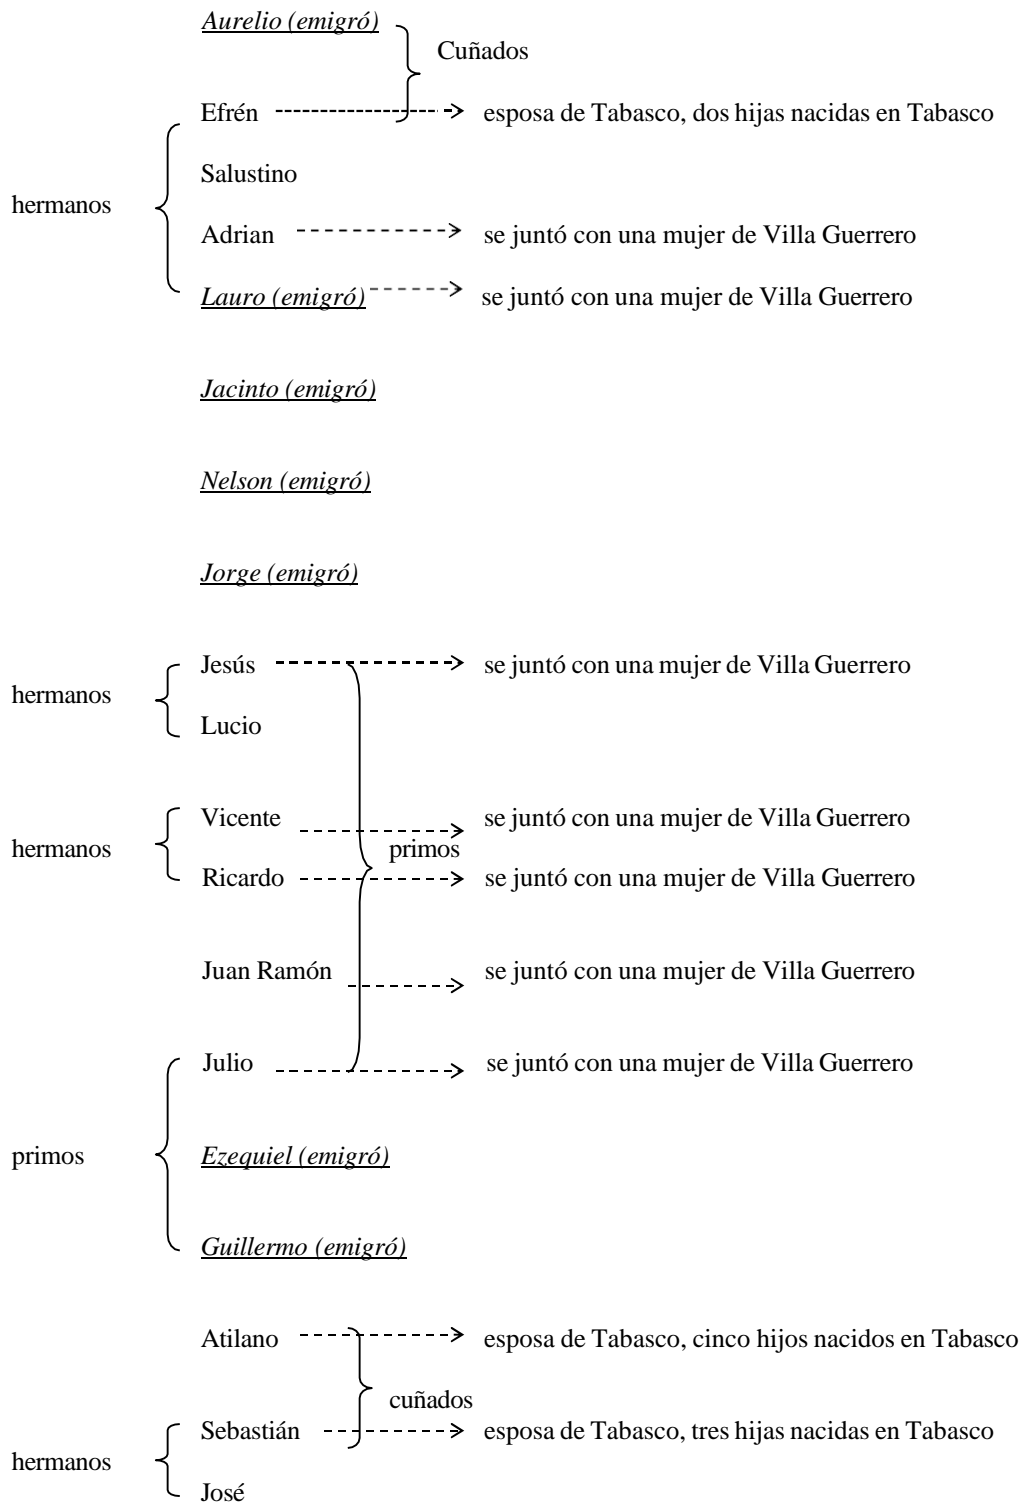 Aurelio (emigró)
Cuñados
Efrén esposa de Tabasco, dos hijas nacidas en Tabasco
Salustino
hermanos
Adrian se juntó con una mujer de Villa Guerrero
Lauro (emigró) se juntó con una mujer de Villa Guerrero
Jacinto (emigró)
Nelson (emigró)
Jorge (emigró)
Jesús se juntó con una mujer de Villa Guerrero
hermanos
Lucio
Vicente se juntó con una mujer de Villa Guerrero
hermanos primos
Ricardo se juntó con una mujer de Villa Guerrero
Juan Ramón se juntó con una mujer de Villa Guerrero
Julio se juntó con una mujer de Villa Guerrero
primos Ezequiel (emigró)
Guillermo (emigró)
Atilano esposa de Tabasco, cinco hijos nacidos en Tabasco
cuñados
Sebastián esposa de Tabasco, tres hijas nacidas en Tabasco
hermanos
José